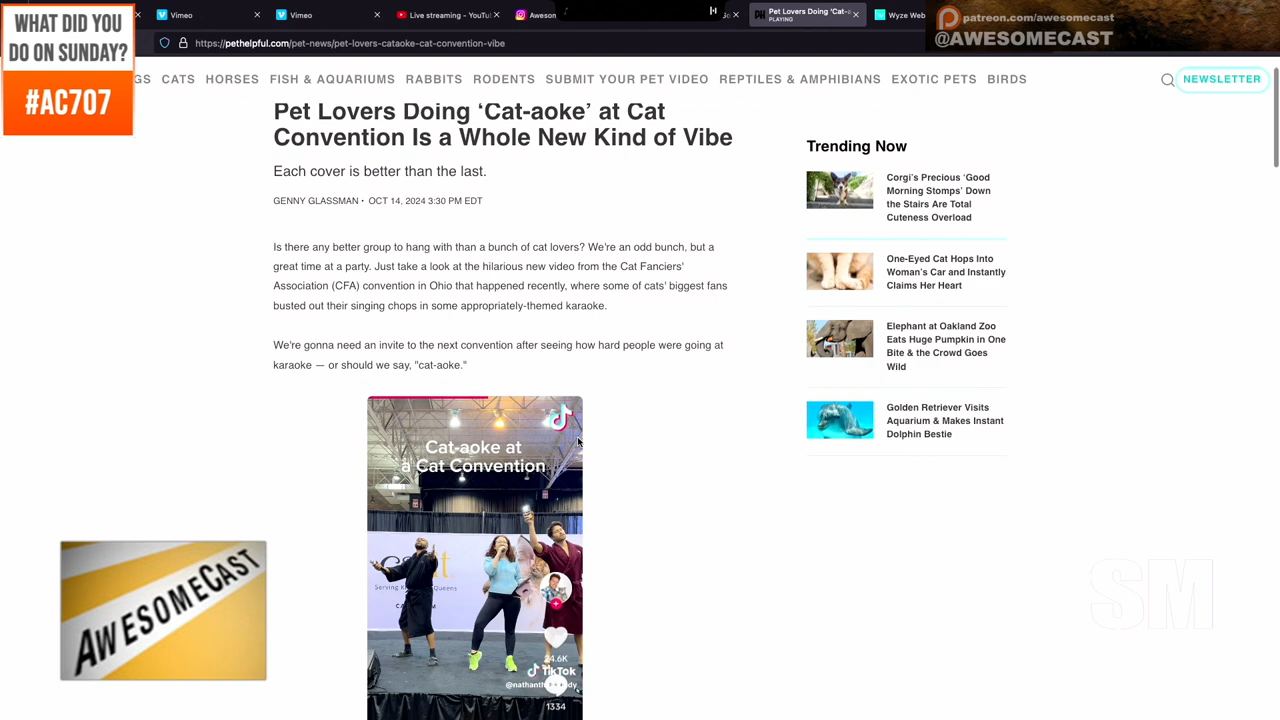 WHAT DID YOU
DO ON SUNDAY?
#AC707
Vimeo
Vimeo
Live streaming - YouTu
Aweson
Pet Lovers Doing 'Cat-a
PLAYING
Wyze Web
patreon.com/awesomecast
@AWESOMECAST
https://pethelpful.com/pet-news/pet-lovers-cataoke-cat-convention-vibe
GS CATS HORSES FISH & AQUARIUMS RABBITS RODENTS SUBMIT YOUR PET VIDEO REPTILES & AMPHIBIANS EXOTIC PETS BIRDS
NEWSLETTER
Pet Lovers Doing ‘Cat-aoke’ at Cat
Convention Is a Whole New Kind of Vibe
Each cover is better than the last.
GENNY GLASSMAN • OCT 14, 2024 3:30 PM EDT
Is there any better group to hang with than a bunch of cat lovers? We're an odd bunch, but a
great time at a party. Just take a look at the hilarious new video from the Cat Fanciers'
Association (CFA) convention in Ohio that happened recently, where some of cats' biggest fans
busted out their singing chops in some appropriately-themed karaoke.
We're gonna need an invite to the next convention after seeing how hard people were going at
karaoke — or should we say, "cat-aoke."
Cat-aoke at
a Cat Convention
24.6K
TikTok
1334
Trending Now
Corgi's Precious ‘Good
Morning Stomps’ Down
the Stairs Are Total
Cuteness Overload
One-Eyed Cat Hops Into
Woman's Car and Instantly
Claims Her Heart
Elephant at Oakland Zoo
Eats Huge Pumpkin in One
Bite & the Crowd Goes
Wild
Golden Retriever Visits
Aquarium & Makes Instant
Dolphin Bestie
AWESOMECAST
SM